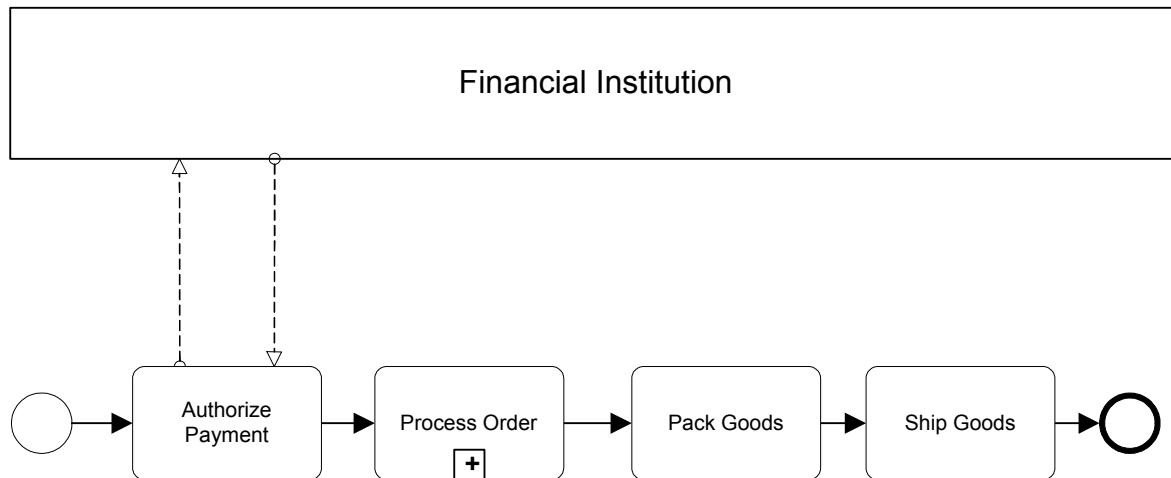 Financial Institution
Authorize
Payment
Process Order
+
Pack Goods
Ship Goods